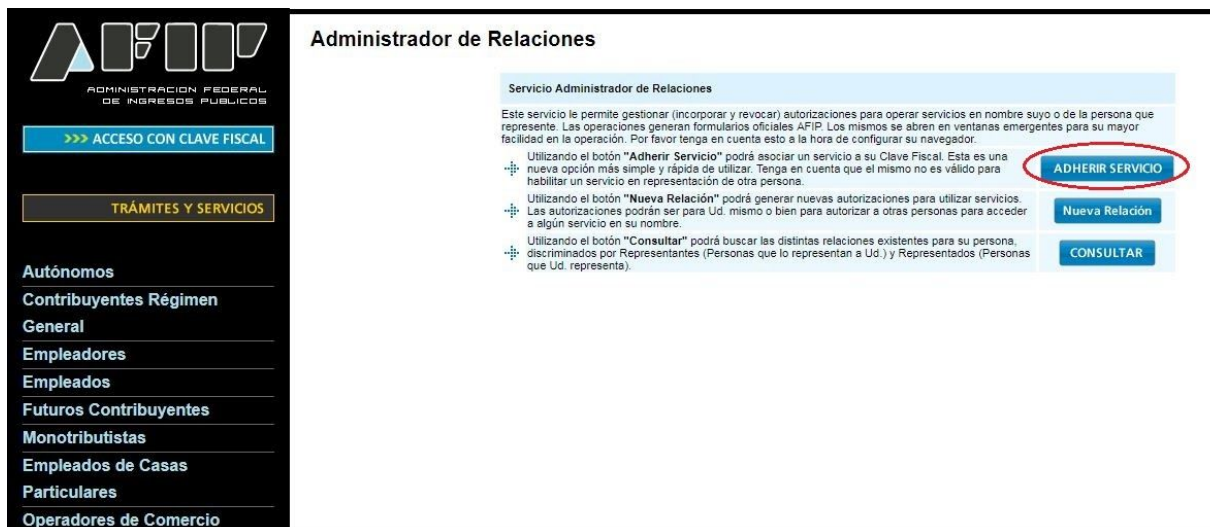 AFIP
ADMINISTRACION FEDERAL
DE INGRESOS PUBLICOS
>>> ACCESO CON CLAVE FISCAL
TRÁMITES Y SERVICIOS
Autónomos
Contribuyentes Régimen
General
Empleadores
Empleados
Futuros Contribuyentes
Monotributistas
Empleados de Casas
Particulares
Operadores de Comercio
Administrador de Relaciones
Servicio Administrador de Relaciones
Este servicio le permite gestionar (incorporar y revocar) autorizaciones para operar servicios en nombre suyo o de la persona que
represente. Las operaciones generan formularios oficiales AFIP. Los mismos se abren en ventanas emergentes para su mayor
facilidad en la operación. Por favor tenga en cuenta esto a la hora de configurar su navegador.
Utilizando el botón "Adherir Servicio" podrá asociar un servicio a su Clave Fiscal. Esta es una
nueva opción más simple y rápida de utilizar. Tenga en cuenta que el mismo no es válido para
habilitar un servicio en representación de otra persona.
ADHERIR SERVICIO
Utilizando el botón "Nueva Relación" podrá generar nuevas autorizaciones para utilizar servicios.
Las autorizaciones podrán ser para Ud. mismo o bien para autorizar a otras personas para acceder
a algún servicio en su nombre.
Nueva Relación
Utilizando el botón "Consultar" podrá buscar las distintas relaciones existentes para su persona,
discriminados por Representantes (Personas que lo representan a Ud.) y Representados (Personas
que Ud. representa).
CONSULTAR